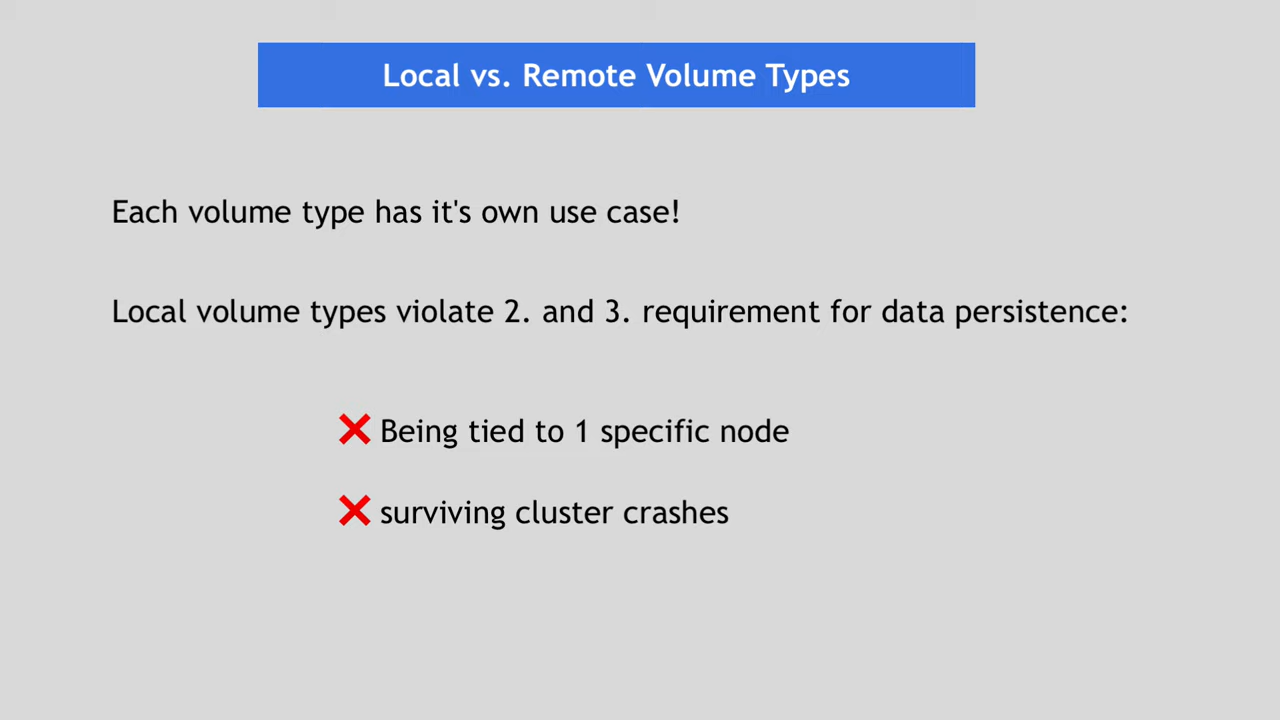 Local vs. Remote Volume Types
Each volume type has it's own use case!
Local volume types violate 2. and 3. requirement for data persistence:
❌ Being tied to 1 specific node
❌ surviving cluster crashes